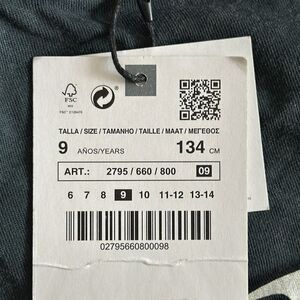 FSC
TALLA / SIZE / TAMANHO / TAILLE / MAAT / ΜΕΓΕΘΟΣ
9 AÑOS/YEARS 134 CM
ART.: 2795 / 660 / 800 09
6 7 8 9 10 11-12 13-14
02795660800098